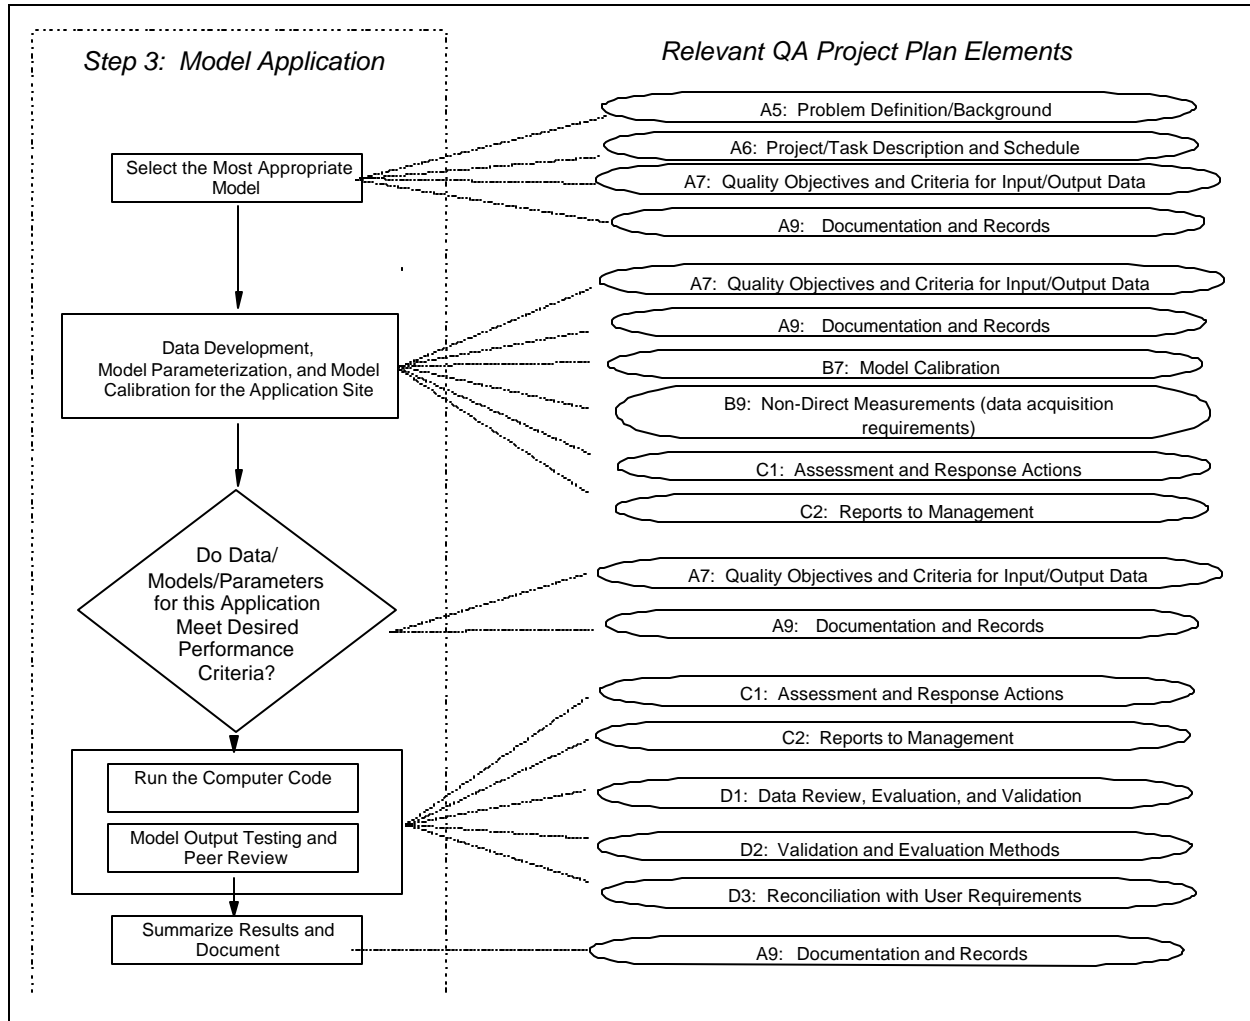 Step 3: Model Application
Relevant QA Project Plan Elements
Select the Most Appropriate
Model
A5: Problem Definition/Background
A6: Project/Task Description and Schedule
A7: Quality Objectives and Criteria for Input/Output Data
A9: Documentation and Records
Data Development,
Model Parameterization, and Model
Calibration for the Application Site
A7: Quality Objectives and Criteria for Input/Output Data
A9: Documentation and Records
B7: Model Calibration
B9: Non-Direct Measurements (data acquisition
requirements)
C1: Assessment and Response Actions
C2: Reports to Management
Do Data/
Models/Parameters
for this Application
Meet Desired
Performance
Criteria?
A7: Quality Objectives and Criteria for Input/Output Data
A9: Documentation and Records
Run the Computer Code
Model Output Testing and
Peer Review
C1: Assessment and Response Actions
C2: Reports to Management
D1: Data Review, Evaluation, and Validation
D2: Validation and Evaluation Methods
D3: Reconciliation with User Requirements
Summarize Results and
Document
A9: Documentation and Records